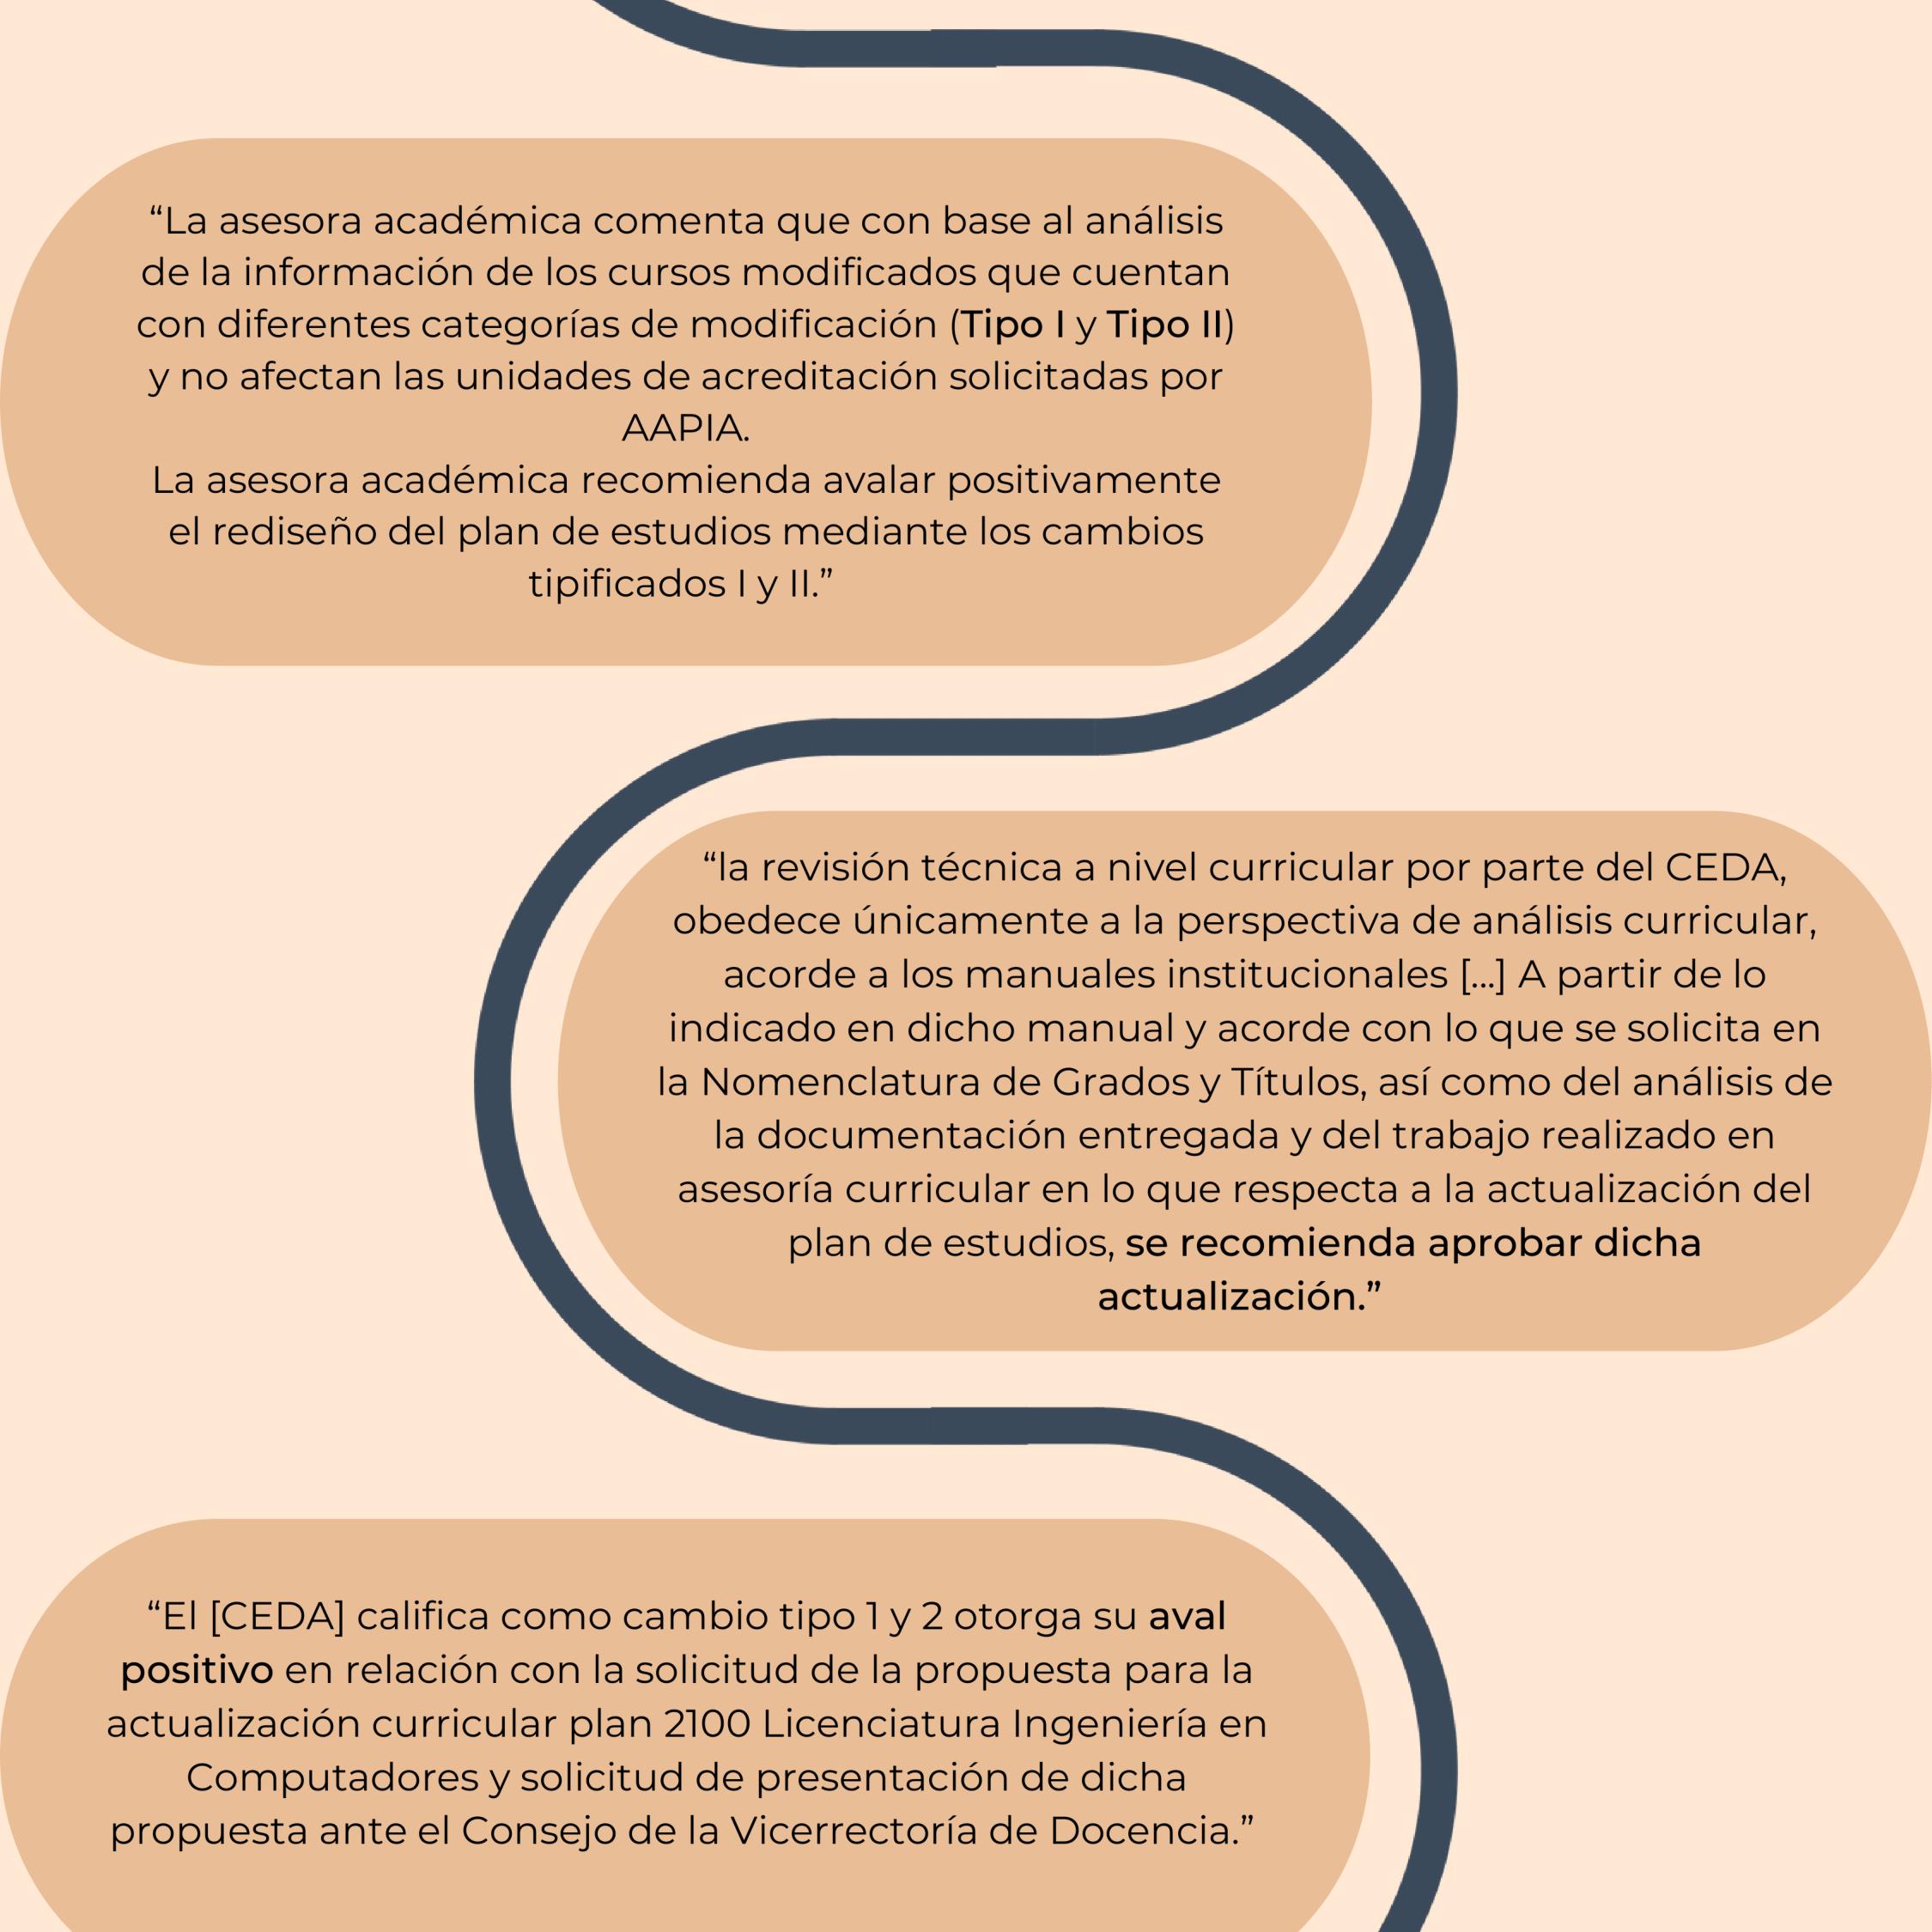 “La asesora académica comenta que con base al análisis
de la información de los cursos modificados que cuentan
con diferentes categorías de modificación (Tipo I y Tipo II)
y no afectan las unidades de acreditación solicitadas por
AAPIA.
La asesora académica recomienda avalar positivamente
el rediseño del plan de estudios mediante los cambios
tipificados I y II.”
“la revisión técnica a nivel curricular por parte del CEDA,
obedece únicamente a la perspectiva de análisis curricular,
acorde a los manuales institucionales [...] A partir de lo
indicado en dicho manual y acorde con lo que se solicita en
la Nomenclatura de Grados y Títulos, así como del análisis de
la documentación entregada y del trabajo realizado en
asesoría curricular en lo que respecta a la actualización del
plan de estudios, se recomienda aprobar dicha
actualización.”
“El [CEDA] califica como cambio tipo 1 y 2 otorga su aval
positivo en relación con la solicitud de la propuesta para la
actualización curricular plan 2100 Licenciatura Ingeniería en
Computadores y solicitud de presentación de dicha
propuesta ante el Consejo de la Vicerrectoría de Docencia.”